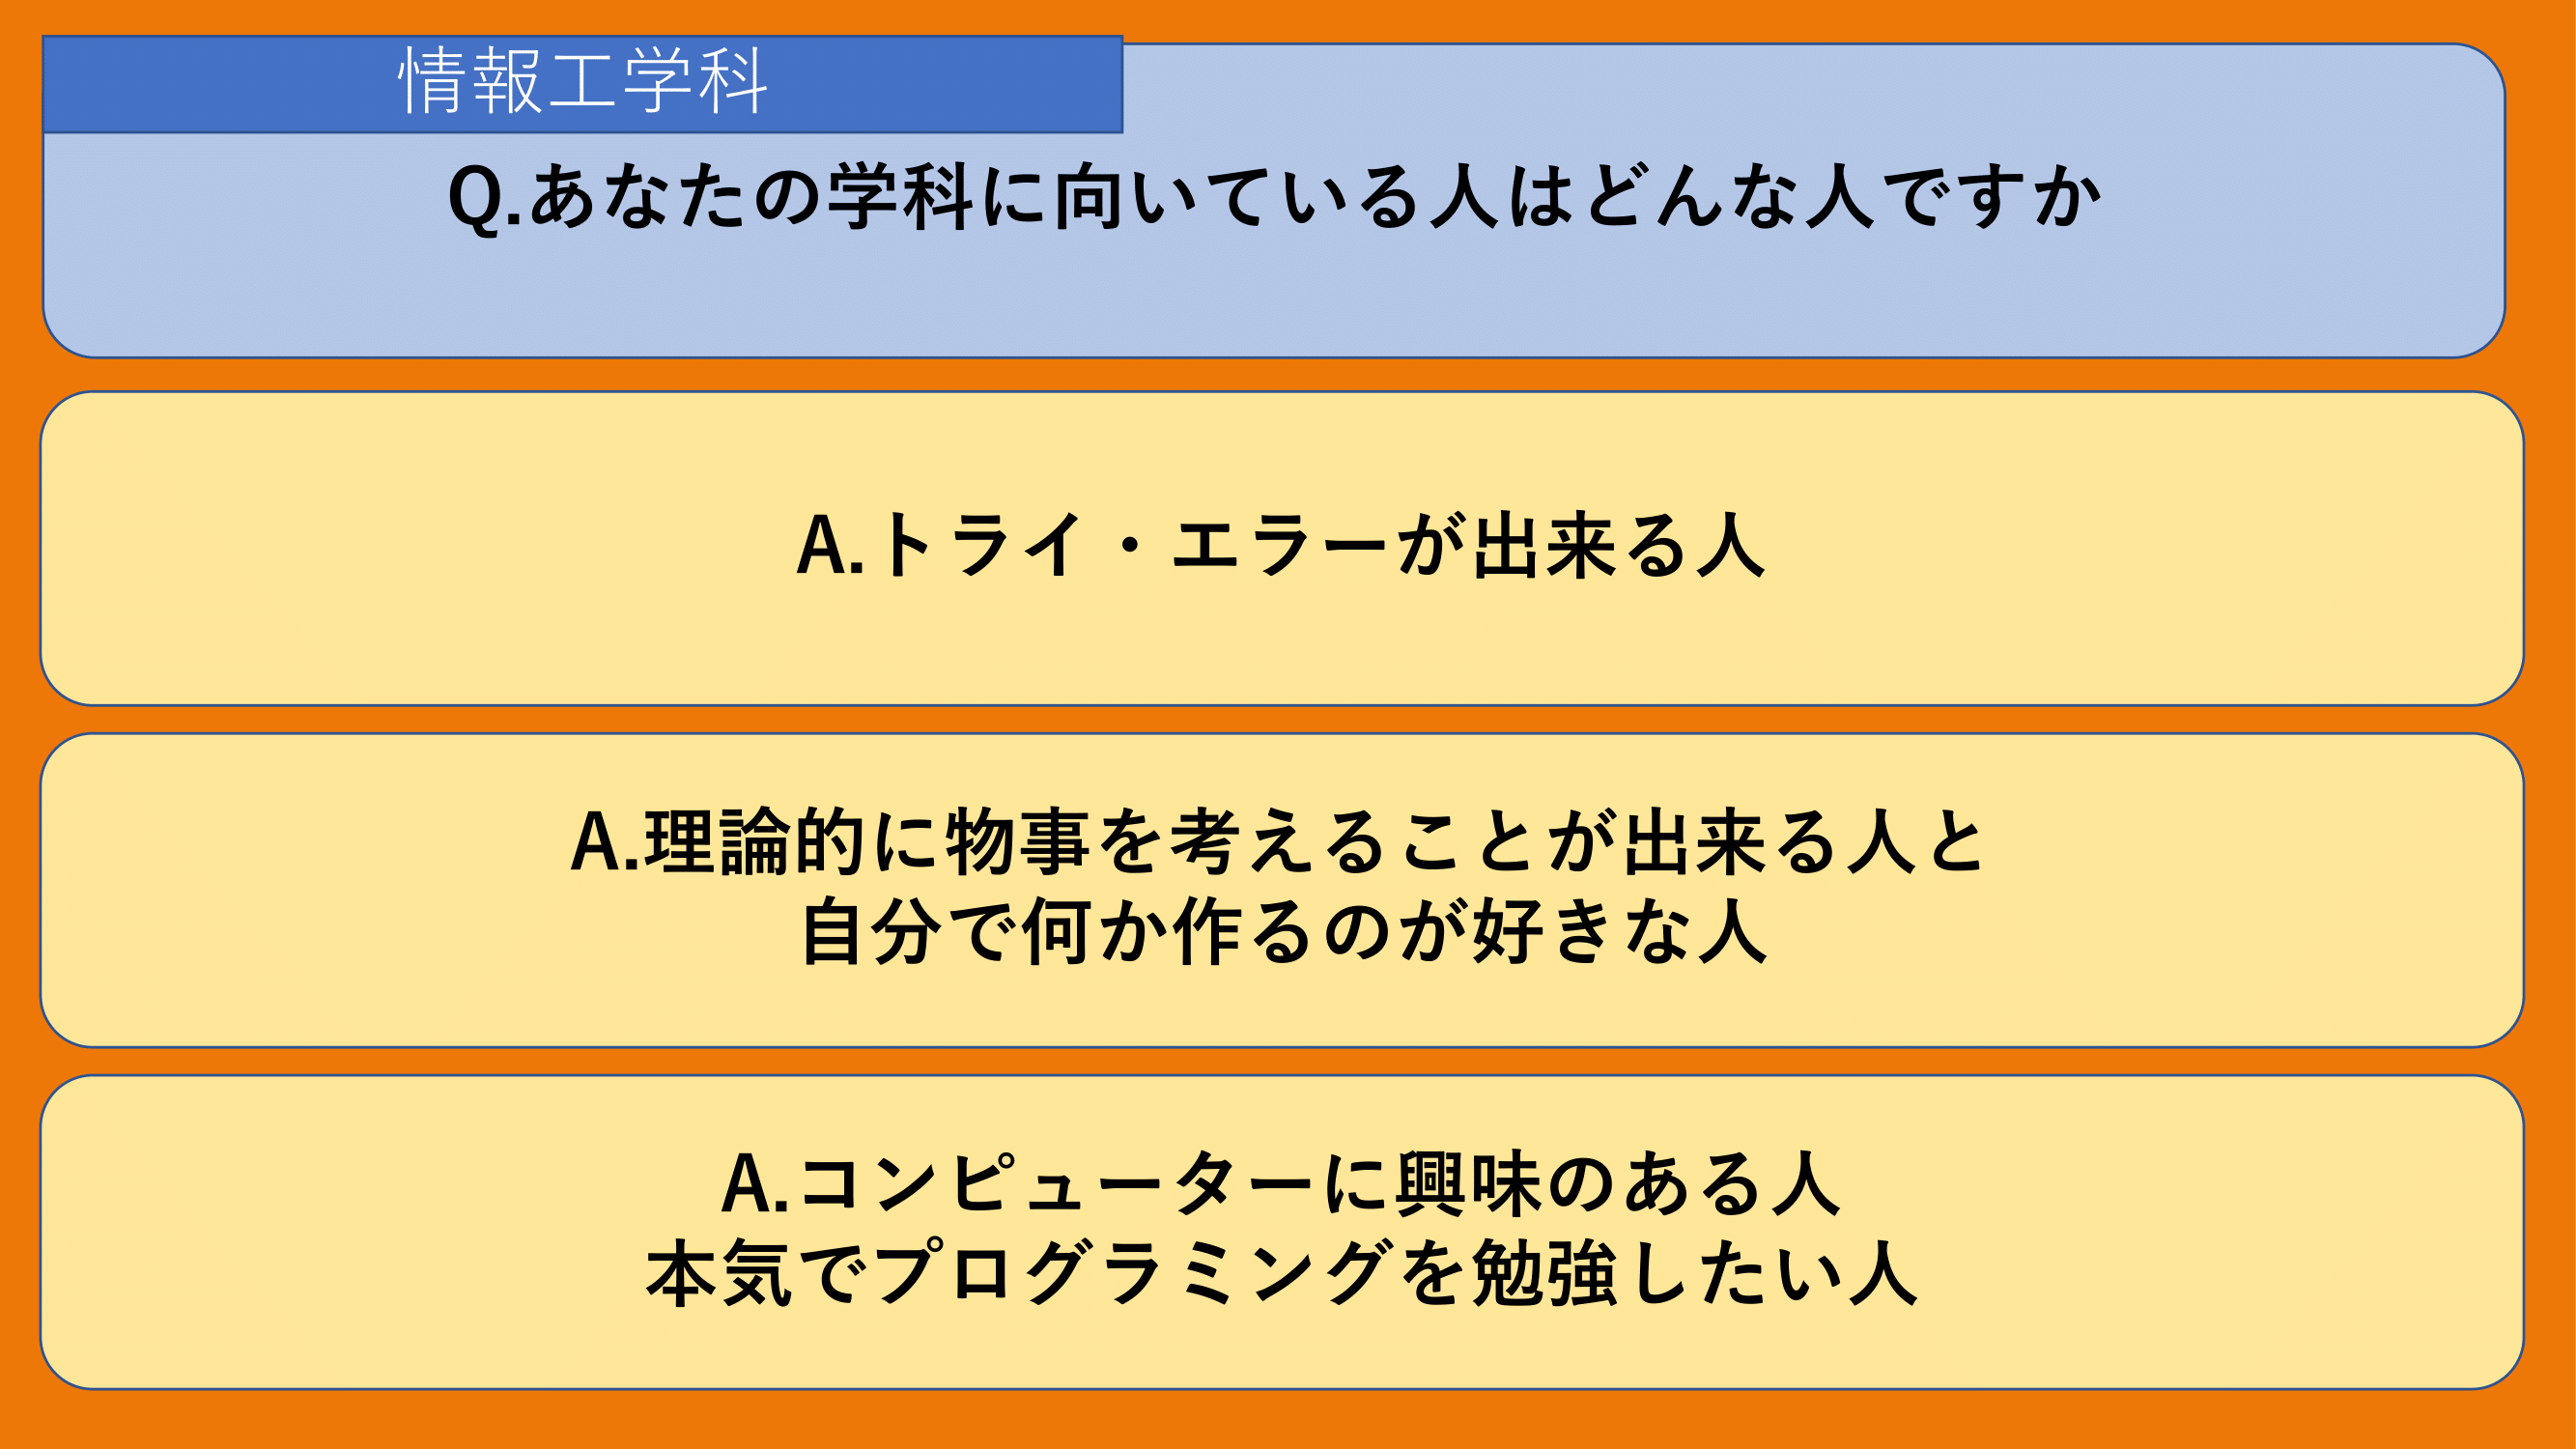 情報工学科
Q.あなたの学科に向いている人はどんな人ですか
A.トライ・エラーが出来る人
A.理論的に物事を考えることが出来る人と
自分で何か作るのが好きな人
A.コンピューターに興味のある人
本気でプログラミングを勉強したい人